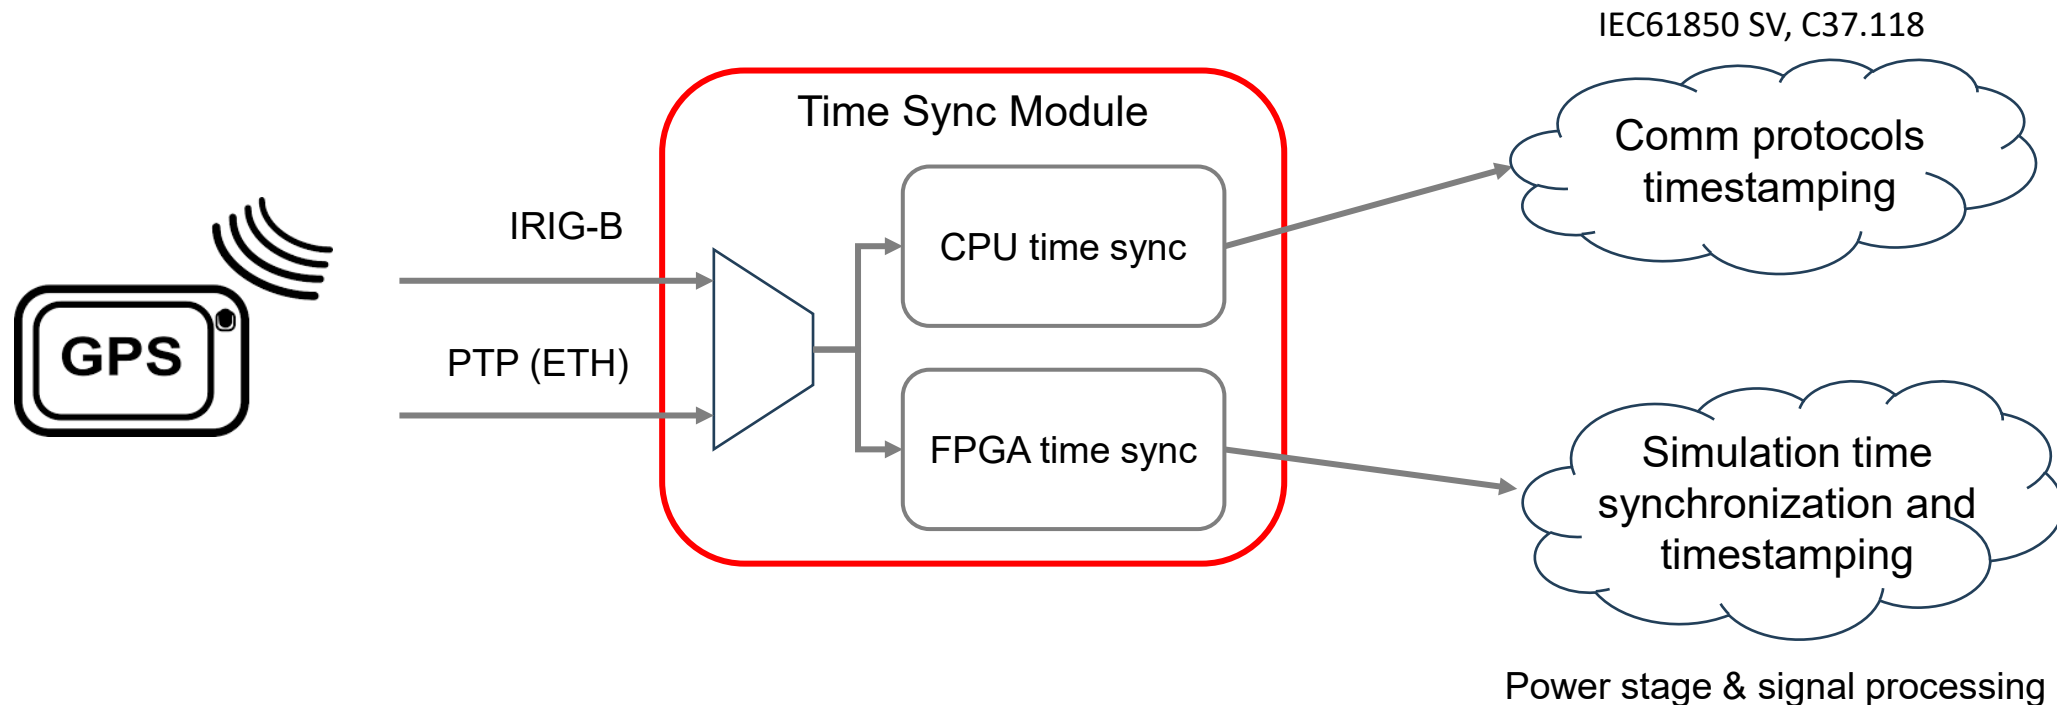 IEC61850 SV, C37.118
Time Sync Module
Comm protocols
timestamping
IRIG-B
CPU time sync
GPS
PTP (ETH)
FPGA time sync
Simulation time
synchronization and
timestamping
Power stage & signal processing